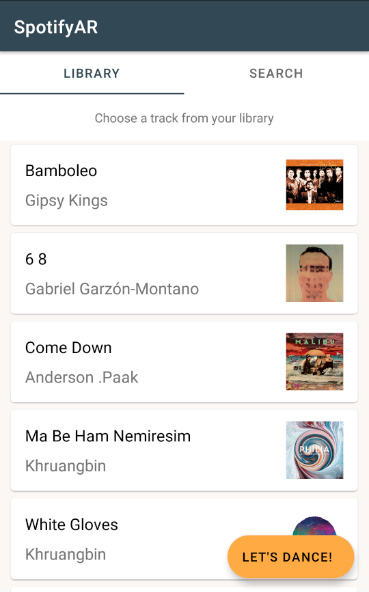 SpotifyAR
LIBRARY
SEARCH
Choose a track from your library
Bamboleo
Gipsy Kings
6 8
Gabriel Garzón-Montano
Come Down
Anderson .Paak
MALIBU
Ma Be Ham Nemiresim
Khruangbin
PHILIA
White Gloves
Khruangbin
LET'S DANCE!